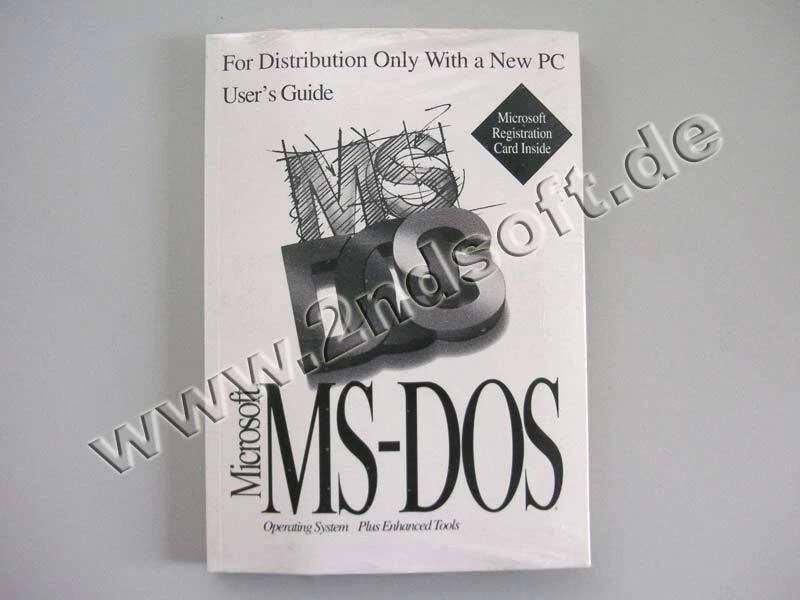 For Distribution Only With a New PC
User's Guide
Microsoft
Registration
Card Inside
MS
DOS
www.2ndsoft.de
Microsoft
MS-DOS
Operating System Plus Enhanced Tools